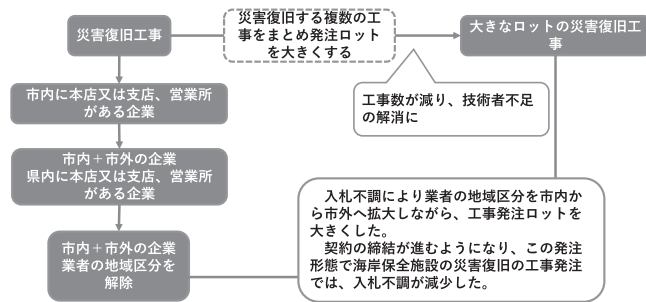 災害復旧工事
災害復旧する複数の工
事をまとめ発注ロット
を大きくする
大きなロットの災害復旧工
事
工事数が減り、技術者不足
の解消に
市内に本店又は支店、営業所
がある企業
市内＋市外の企業
県内に本店又は支店、営業所
がある企業
市内＋市外の企業
業者の地域区分を
解除
入札不調により業者の地域区分を市内
から市外へ拡大しながら、工事発注ロットを
大きくした。
契約の締結が進むようになり、この発注
形態で海岸保全施設の災害復旧の工事発注
では、入札不調が減少した。